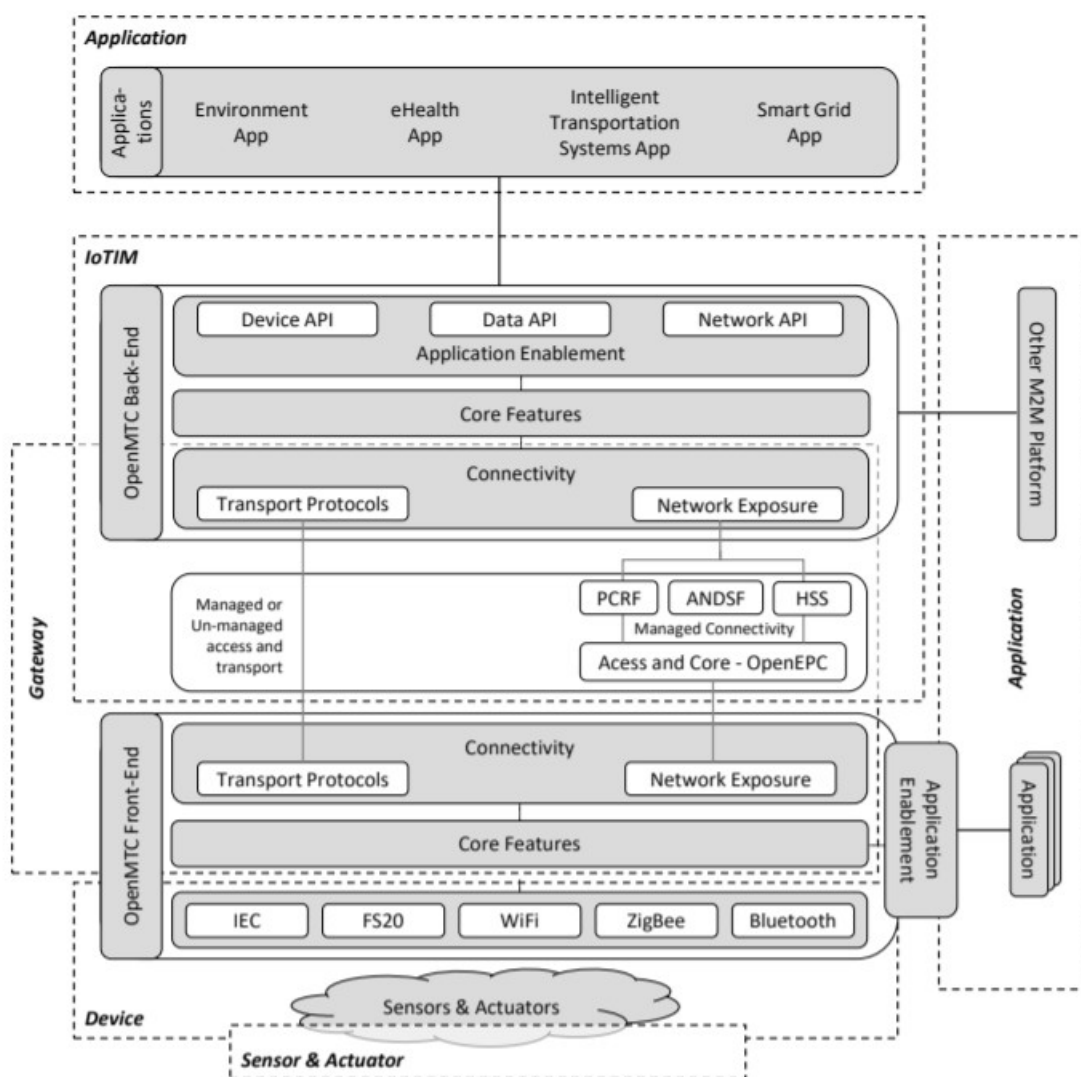 Application
Applica-
tions
Environment
App
eHealth
App
Intelligent
Transportation
Systems App
Smart Grid
App
IoTIM
OpenMTC Back-End
Device API
Data API
Network API
Application Enablement
Core Features
Connectivity
Transport Protocols
Network Exposure
Other M2M Platform
Gateway
Managed or
Un-managed
access and
transport
PCRF
ANDSF
HSS
Managed Connectivity
Acess and Core - OpenEPC
Application
OpenMTC Front-End
Connectivity
Transport Protocols
Network Exposure
Core Features
Application
Enablement
Application
IEC
FS20
WiFi
ZigBee
Bluetooth
Sensors & Actuators
Device
Sensor & Actuator